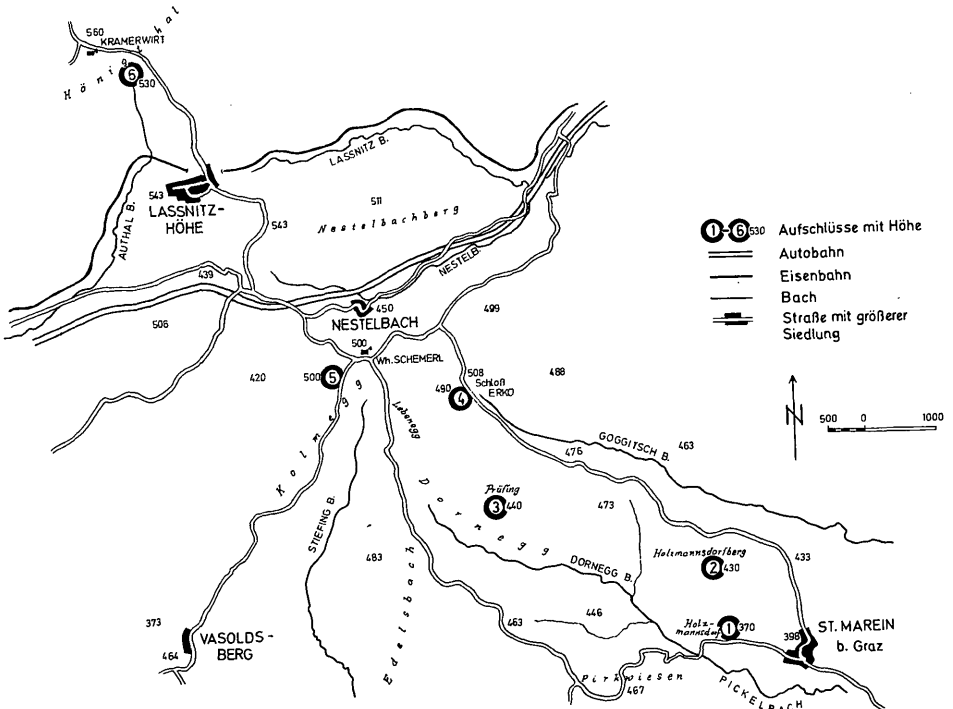 560
KRAMERWIRT
Hönigthal
6 530
LASSNITZ B.
543
LASSNITZ-
HÖHE
AUTHAL B.
543
511
Nestelbachberg
NESTELB.
439
506
450
NESTELBACH
499
500
Wh. SCHEMERL
420
500 5
Kolmegg
Lebenegg
508
490
4
Schloß
ERKO
488
GOGGITSCH B.
463
476
Prüfing
3 440
473
Dornegg
STIEFING B.
483
Edelsbach
DORNEGG B.
Holzmannsdorfberg
2 430
433
446
463
Holz-
mannsdorf
1 370
398
ST. MAREIN
b. Graz
373
464
VASOLDS-
BERG
Pirkwiesen
467
PICKELBACH
1-6 530 Aufschlüsse mit Höhe
Autobahn
Eisenbahn
Bach
Straße mit größerer
Siedlung
N
500 0 1000